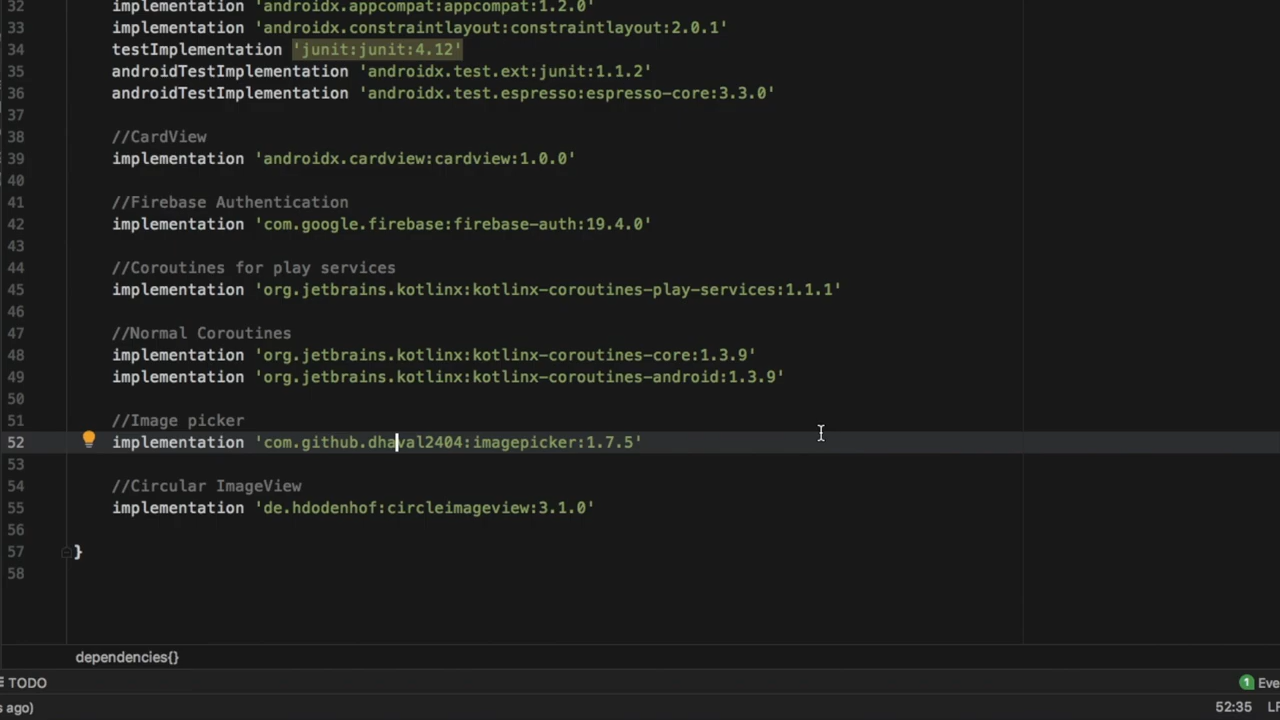 32 implementation 'androidx.appcompat:appcompat:1.2.0'
33 implementation 'androidx.constraintlayout:constraintlayout:2.0.1'
34 testImplementation 'junit:junit:4.12'
35 androidTestImplementation 'androidx.test.ext:junit:1.1.2'
36 androidTestImplementation 'androidx.test.espresso:espresso-core:3.3.0'
37
38 //CardView
39 implementation 'androidx.cardview:cardview:1.0.0'
40
41 //Firebase Authentication
42 implementation 'com.google.firebase:firebase-auth:19.4.0'
43
44 //Coroutines for play services
45 implementation 'org.jetbrains.kotlinx:kotlinx-coroutines-play-services:1.1.1'
46
47 //Normal Coroutines
48 implementation 'org.jetbrains.kotlinx:kotlinx-coroutines-core:1.3.9'
49 implementation 'org.jetbrains.kotlinx:kotlinx-coroutines-android:1.3.9'
50
51 //Image picker
52 implementation 'com.github.dhaval2404:imagepicker:1.7.5'
53
54 //Circular ImageView
55 implementation 'de.hdodenhof:circleimageview:3.1.0'
56
57 }
58
dependencies{}
TODO 1 Eve
s ago) 52:35 LF